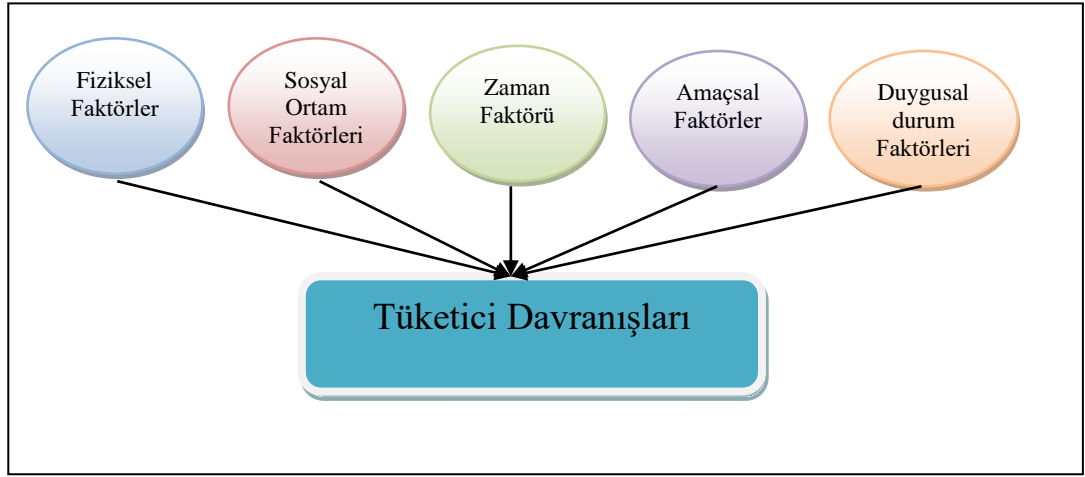 Fiziksel
Faktörler
Sosyal
Ortam
Faktörleri
Zaman
Faktörü
Amaçsal
Faktörler
Duygusal
durum
Faktörleri
Tüketici Davranışları